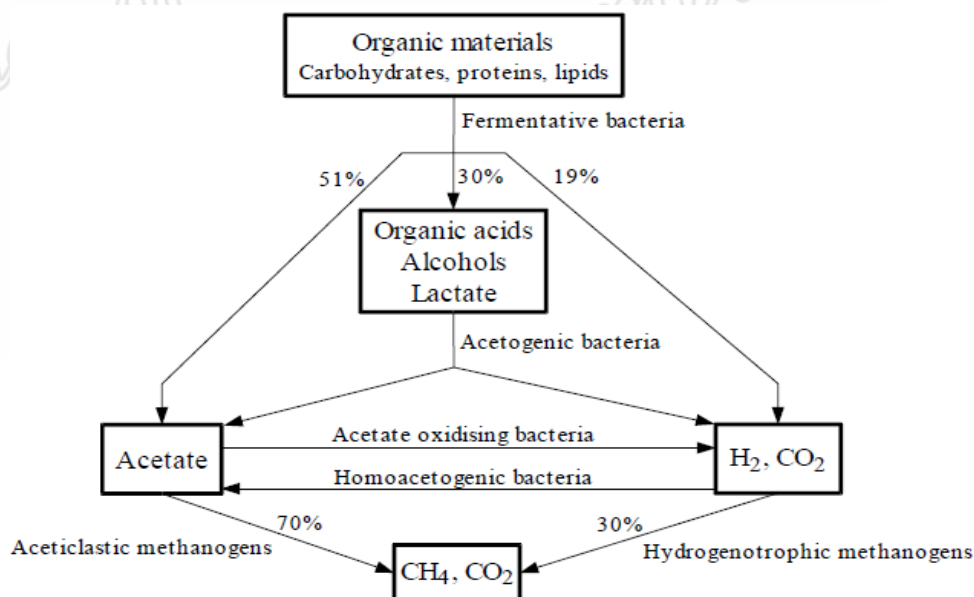 Organic materials
Carbohydrates, proteins, lipids
Fermentative bacteria
51%
30%
19%
Organic acids
Alcohols
Lactate
Acetogenic bacteria
Acetate
Acetate oxidising bacteria
Homoacetogenic bacteria
H₂, CO₂
70%
30%
Aceticlastic methanogens
Hydrogenotrophic methanogens
CH₄, CO₂